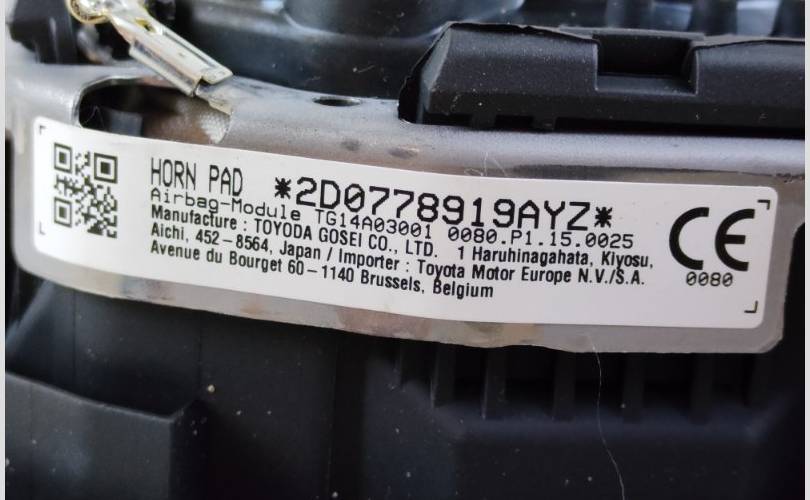 HORN PAD *2D0778919AYZ*
Airbag-Module TG14A03001 0080.P1.15.0025
Manufacture : TOYODA GOSEI CO., LTD. 1 Haruhinagahata, Kiyosu,
Aichi, 452-8564, Japan / Importer : Toyota Motor Europe N.V./S.A.
Avenue du Bourget 60-1140 Brussels, Belgium
CE
0080